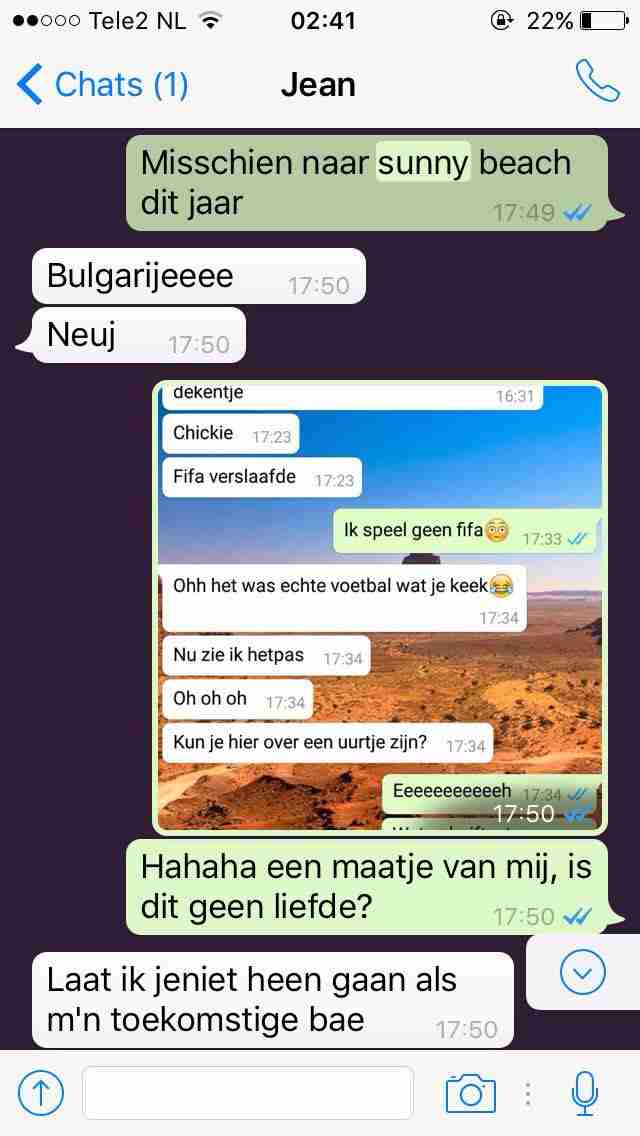 Tele2 NL 02:41 22%
Chats (1) Jean
Misschien naar sunny beach
dit jaar
17:49
Bulgarijeeee 17:50
Neuj 17:50
dekentje 16:31
Chickie 17:23
Fifa verslaafde 17:23
Ik speel geen fifa😳 17:33
Ohh het was echte voetbal wat je keek😂
17:34
Nu zie ik hetpas 17:34
Oh oh oh 17:34
Kun je hier over een uurtje zijn? 17:34
Eeeeeeeeeeeh 17:34
17:50
Hahaha een maatje van mij, is
dit geen liefde?
17:50
Laat ik jeniet heen gaan als
m'n toekomstige bae
17:50